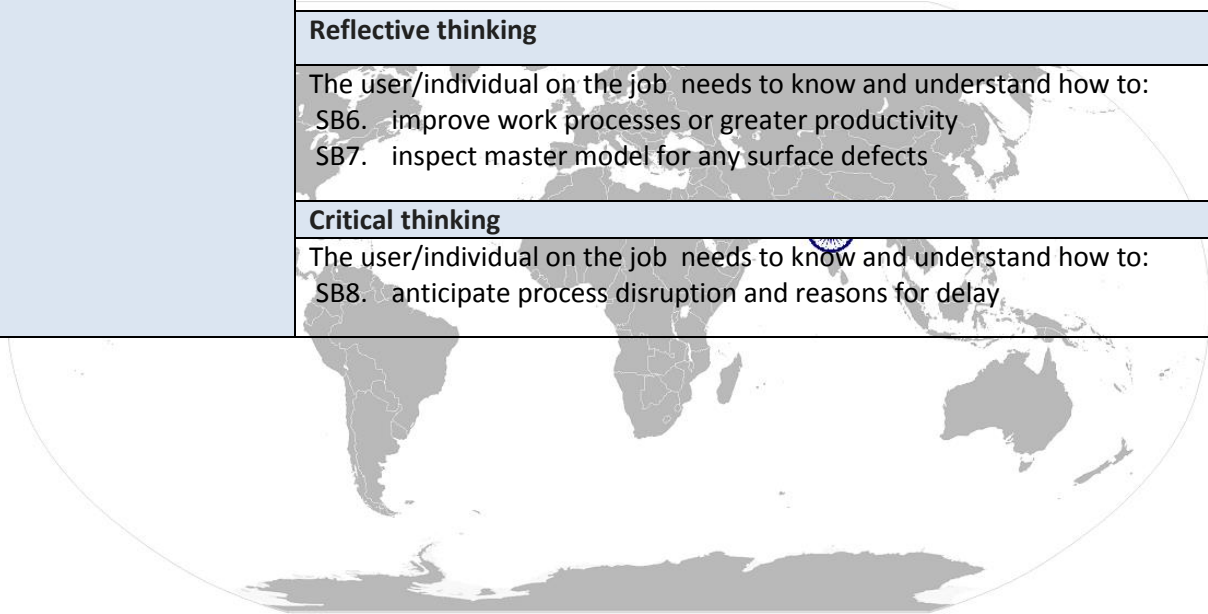 Reflective thinking
The user/individual on the job  needs to know and understand how to:
SB6.   improve work processes or greater productivity
SB7.   inspect master model for any surface defects
Critical thinking
The user/individual on the job  needs to know and understand how to:
SB8.   anticipate process disruption and reasons for delay